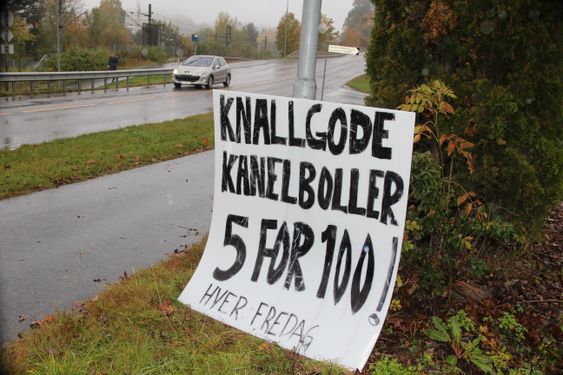 KNALLGODE
KANELBOLLER
5 FOR 100!
HVER FREDAG